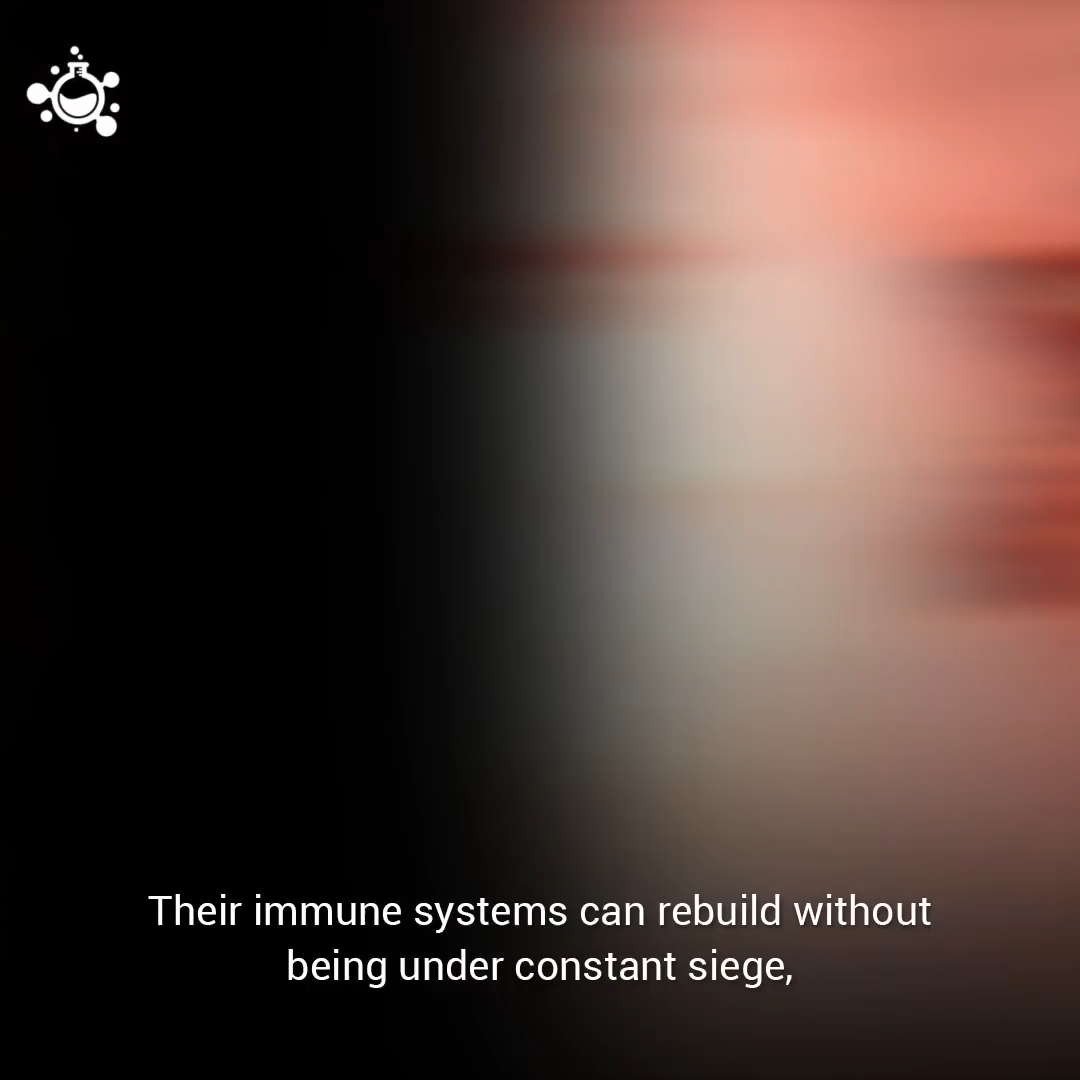 Their immune systems can rebuild without
being under constant siege,